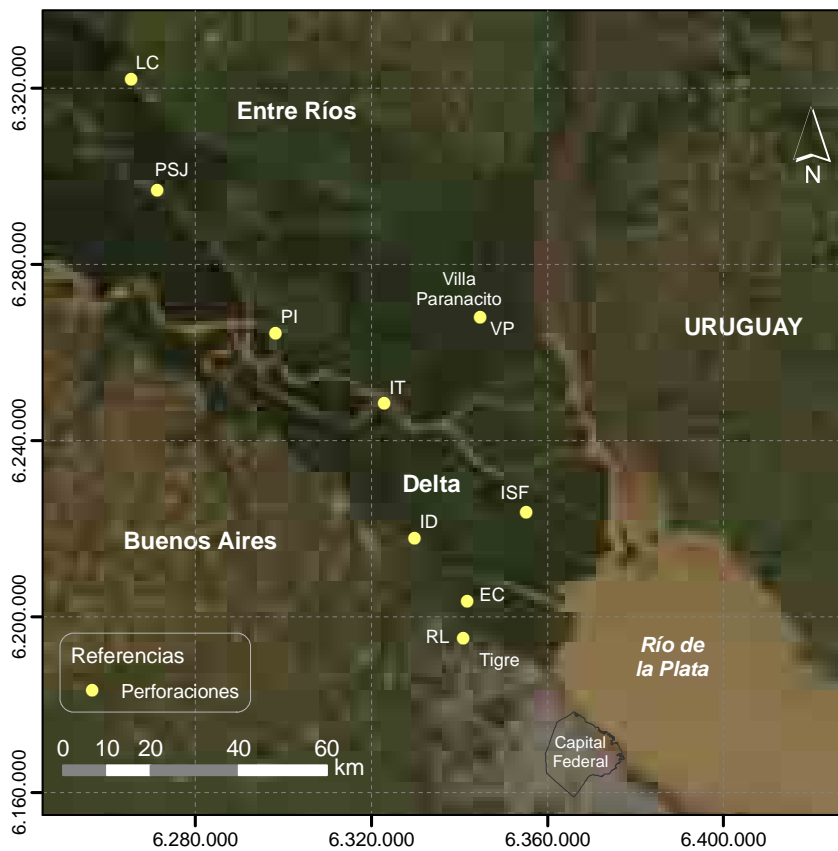 LC
6.320.000
Entre Ríos
N
PSJ
6.280.000
Villa
Paranacito
VP
PI
URUGUAY
IT
6.240.000
Delta
ISF
ID
Buenos Aires
EC
6.200.000
RL
Tigre
Río de
la Plata
Referencias
Perforaciones
Capital
Federal
0 10 20 40 60
km
6.160.000
6.280.000 6.320.000 6.360.000 6.400.000